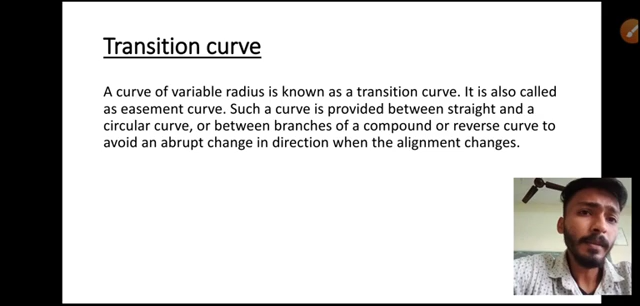 Transition curve
A curve of variable radius is known as a transition curve. It is also called
as easement curve. Such a curve is provided between straight and a
circular curve, or between branches of a compound or reverse curve to
avoid an abrupt change in direction when the alignment changes.